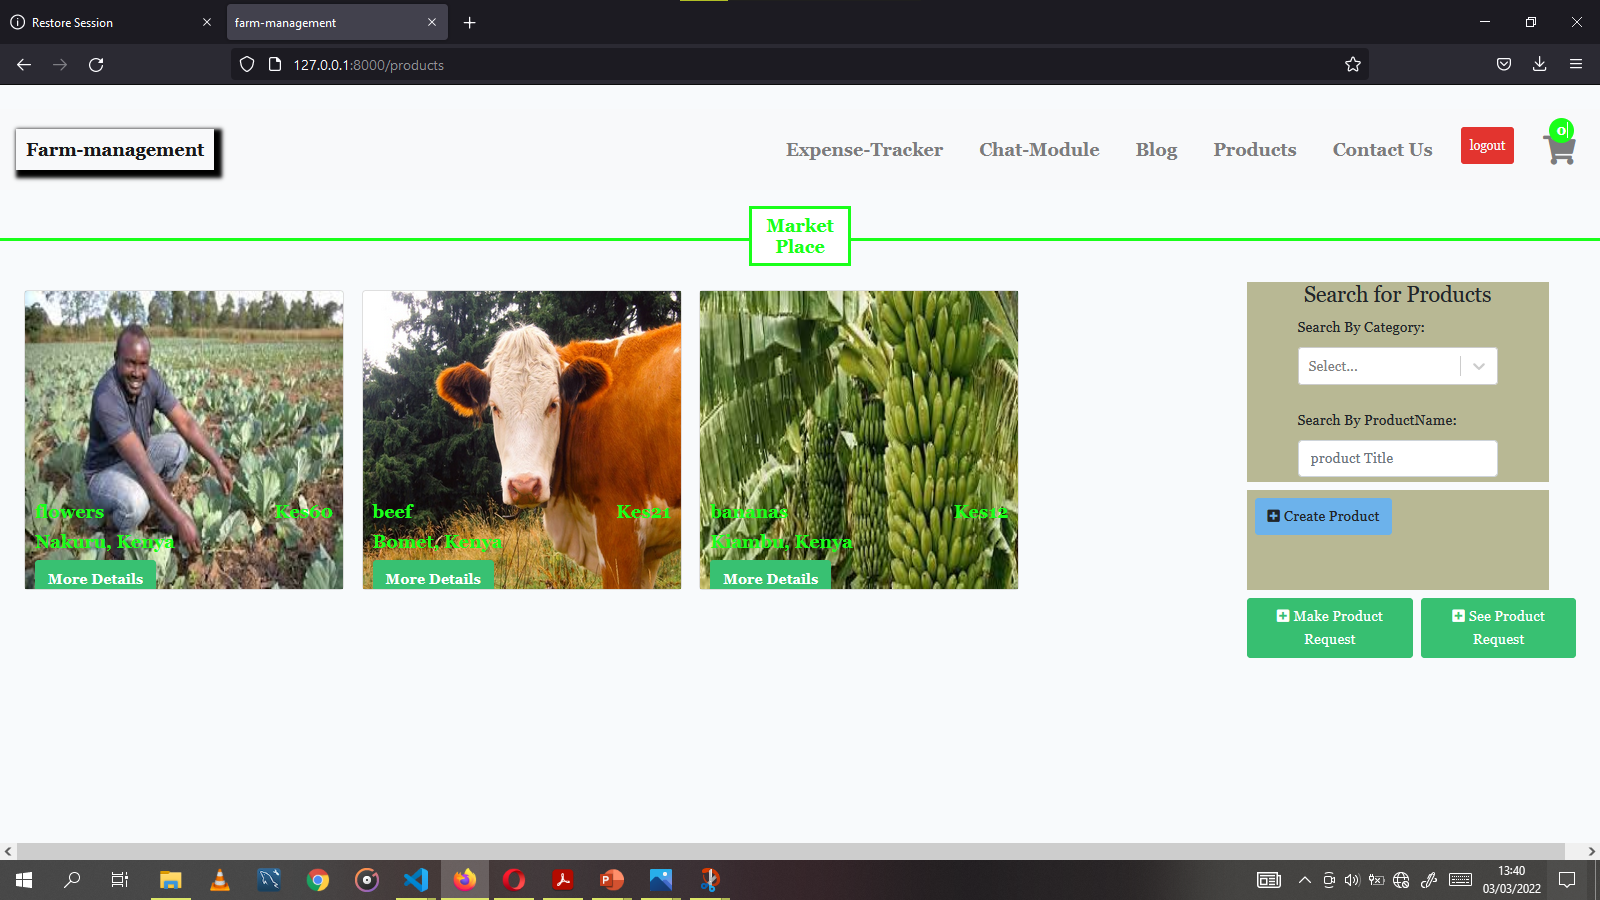 Restore Session
farm-management
127.0.0.1:8000/products
Farm-management
Expense-Tracker
Chat-Module
Blog
Products
Contact Us
logout
0
Market
Place
flowers
Kes60
Nakuru, Kenya
More Details
beef
Kes21
Bomet, Kenya
More Details
bananas
Kes12
Kiambu, Kenya
More Details
Search for Products
Search By Category:
Select...
Search By ProductName:
product Title
Create Product
Make Product
Request
See Product
Request
13:40
03/03/2022